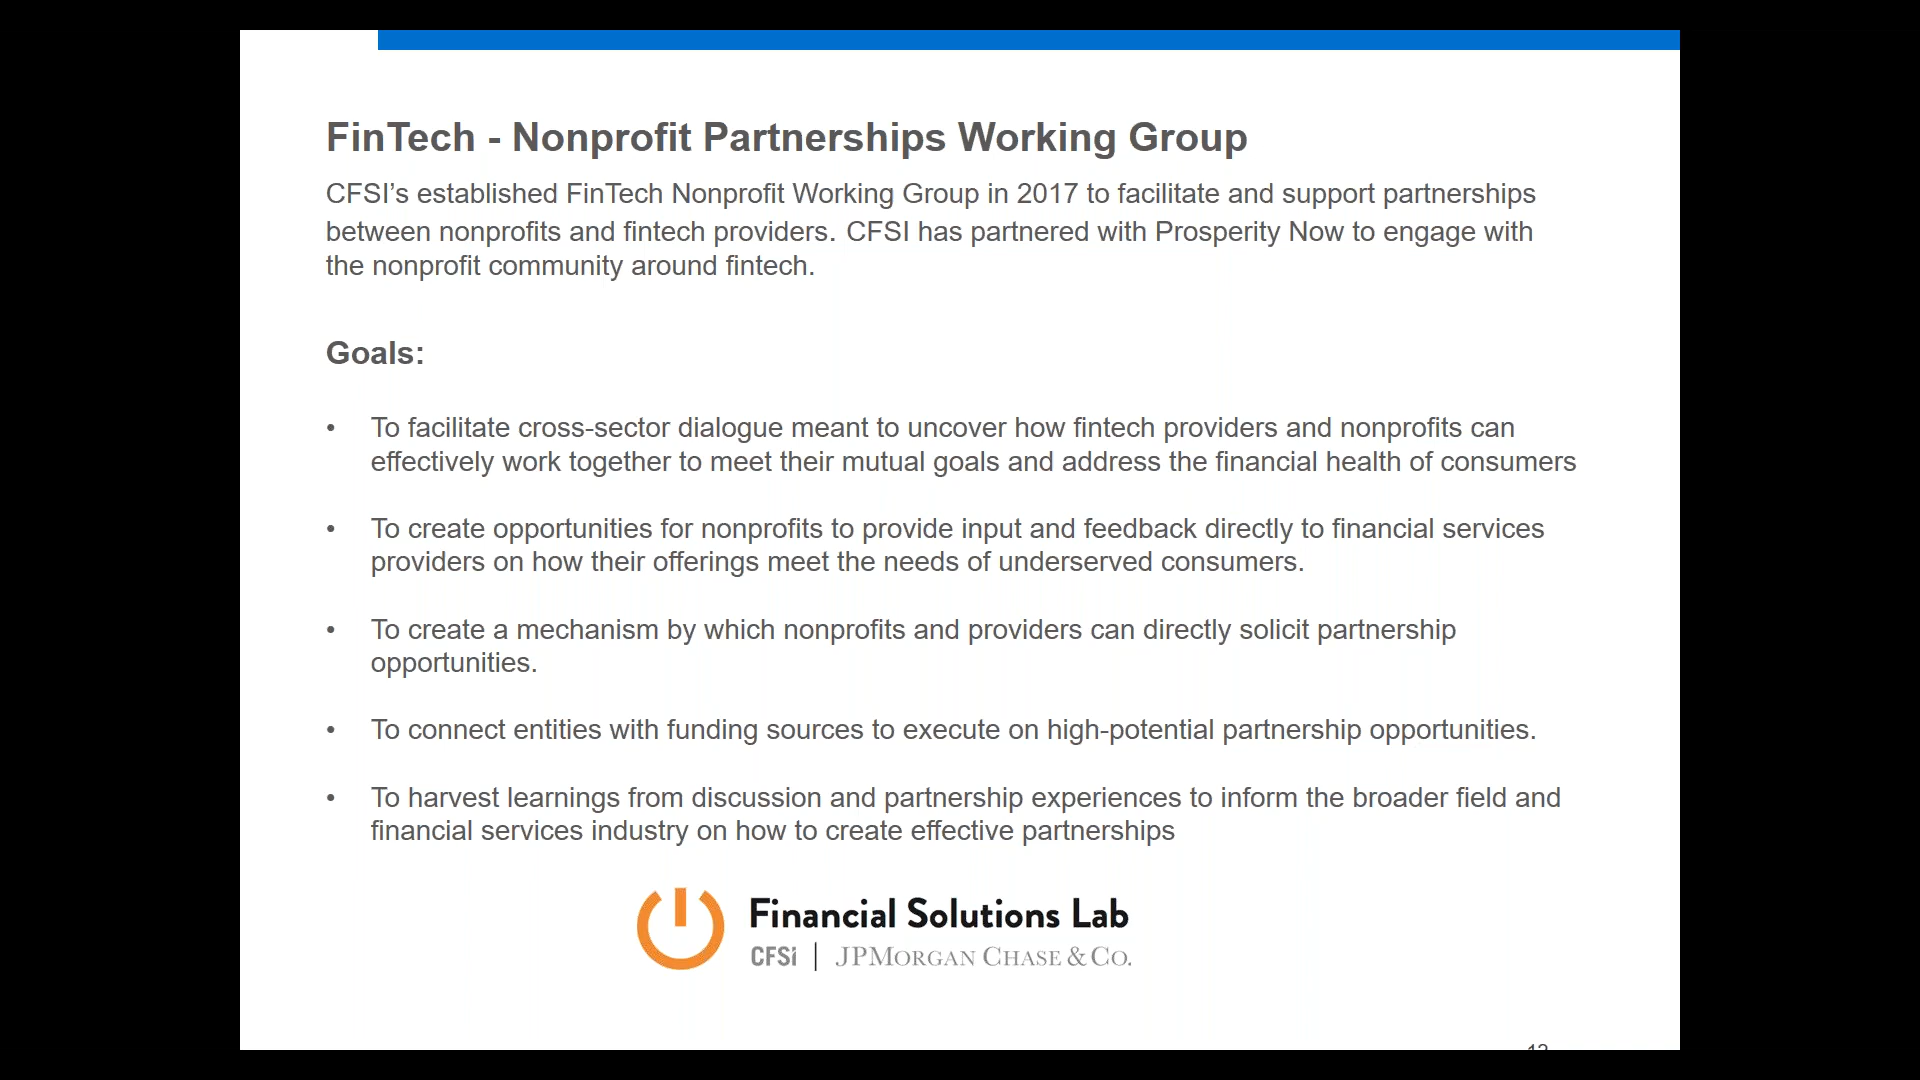 FinTech - Nonprofit Partnerships Working Group
CFSI’s established FinTech Nonprofit Working Group in 2017 to facilitate and support partnerships
between nonprofits and fintech providers. CFSI has partnered with Prosperity Now to engage with
the nonprofit community around fintech.
Goals:
• To facilitate cross-sector dialogue meant to uncover how fintech providers and nonprofits can
effectively work together to meet their mutual goals and address the financial health of consumers
• To create opportunities for nonprofits to provide input and feedback directly to financial services
providers on how their offerings meet the needs of underserved consumers.
• To create a mechanism by which nonprofits and providers can directly solicit partnership
opportunities.
• To connect entities with funding sources to execute on high-potential partnership opportunities.
• To harvest learnings from discussion and partnership experiences to inform the broader field and
financial services industry on how to create effective partnerships
Financial Solutions Lab
CFSi | JPMORGAN CHASE & CO.